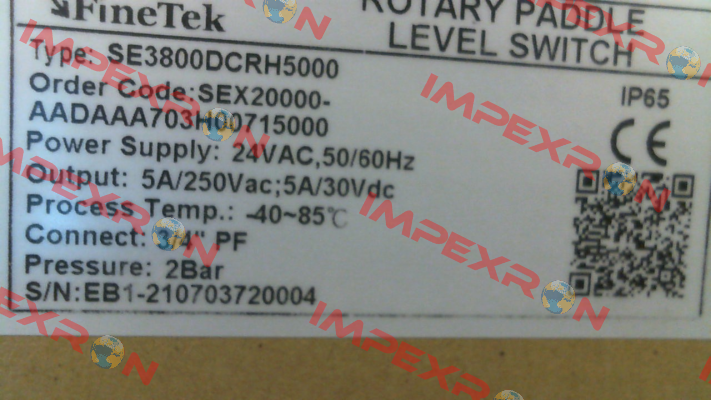 FineTek
ROTARY PADDLE
LEVEL SWITCH
Type: SE3800DCRH5000
Order Code:SEX20000-
AADAAA703H00715000
IP65
CE
Power Supply: 24VAC,50/60Hz
Output: 5A/250Vac;5A/30Vdc
Process Temp.: -40~85℃
Connect: 3/4" PF
Pressure: 2Bar
S/N:EB1-210703720004
IMPEXRON
IMPEXRON
IMPEXRON
IMPEXRON
IMPEXRON